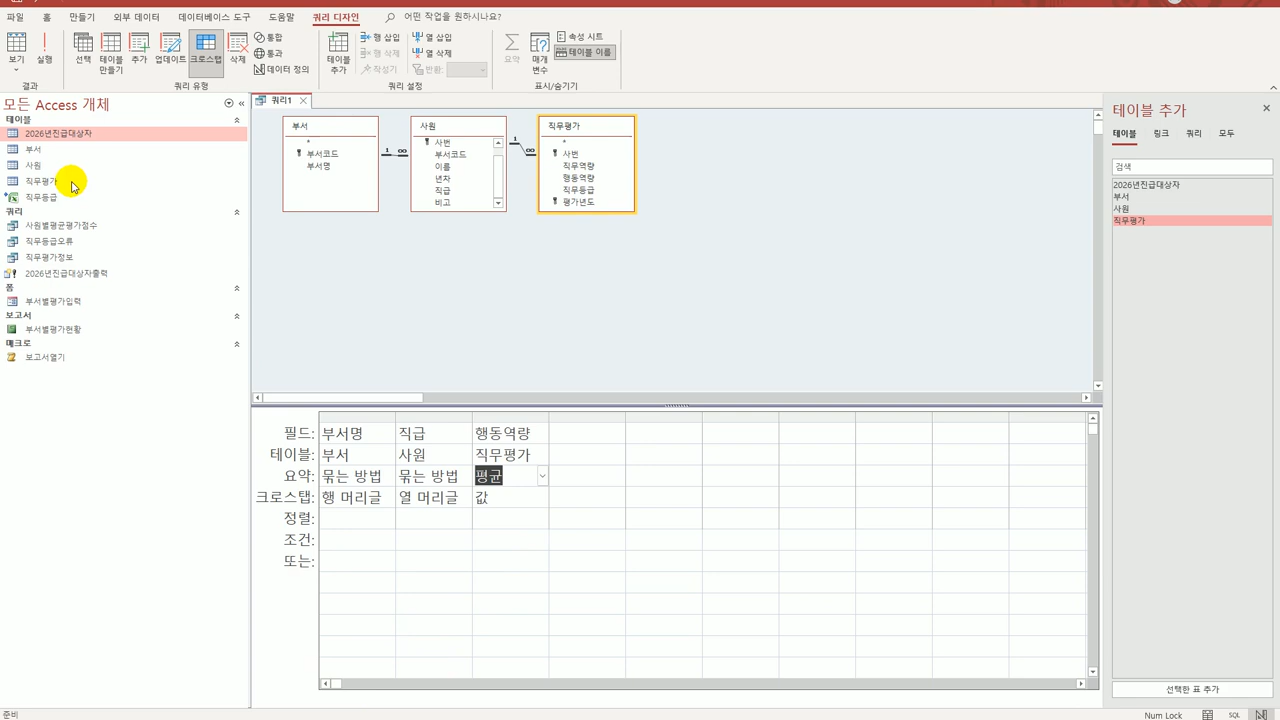 파일 홈 만들기 외부 데이터 데이터베이스 도구 도움말 쿼리 디자인 어떤 작업을 원하시나요?
보기 실행 선택 테이블 만들기 추가 업데이트 크로스탭 삭제
통합
통과
데이터 정의
테이블 추가
행 삽입
행 삭제
작성기
열 삽입
열 삭제
반환:
요약
매개 변수
속성 시트
테이블 이름
결과 쿼리 유형 쿼리 설정 표시/숨기기
모든 Access 개체
테이블
2026년진급대상자
부서
사원
직무평가
직무등급
쿼리
사원별평균평가점수
직무등급오류
직무평가정보
2026년진급대상자출력
폼
부서별평가입력
보고서
부서별평가현황
매크로
보고서열기
쿼리1
부서
*
부서코드
부서명
1 ∞
사원
사번
부서코드
이름
년차
직급
비고
1 ∞
직무평가
*
사번
직무역량
행동역량
직무등급
평가년도
필드: 부서명 직급 행동역량
테이블: 부서 사원 직무평가
요약: 묶는 방법 묶는 방법 평균
크로스탭: 행 머리글 열 머리글 값
정렬:
조건:
또는:
테이블 추가
테이블 링크 쿼리 모두
검색
2026년진급대상자
부서
사원
직무평가
선택한 표 추가
준비
Num Lock
SQL